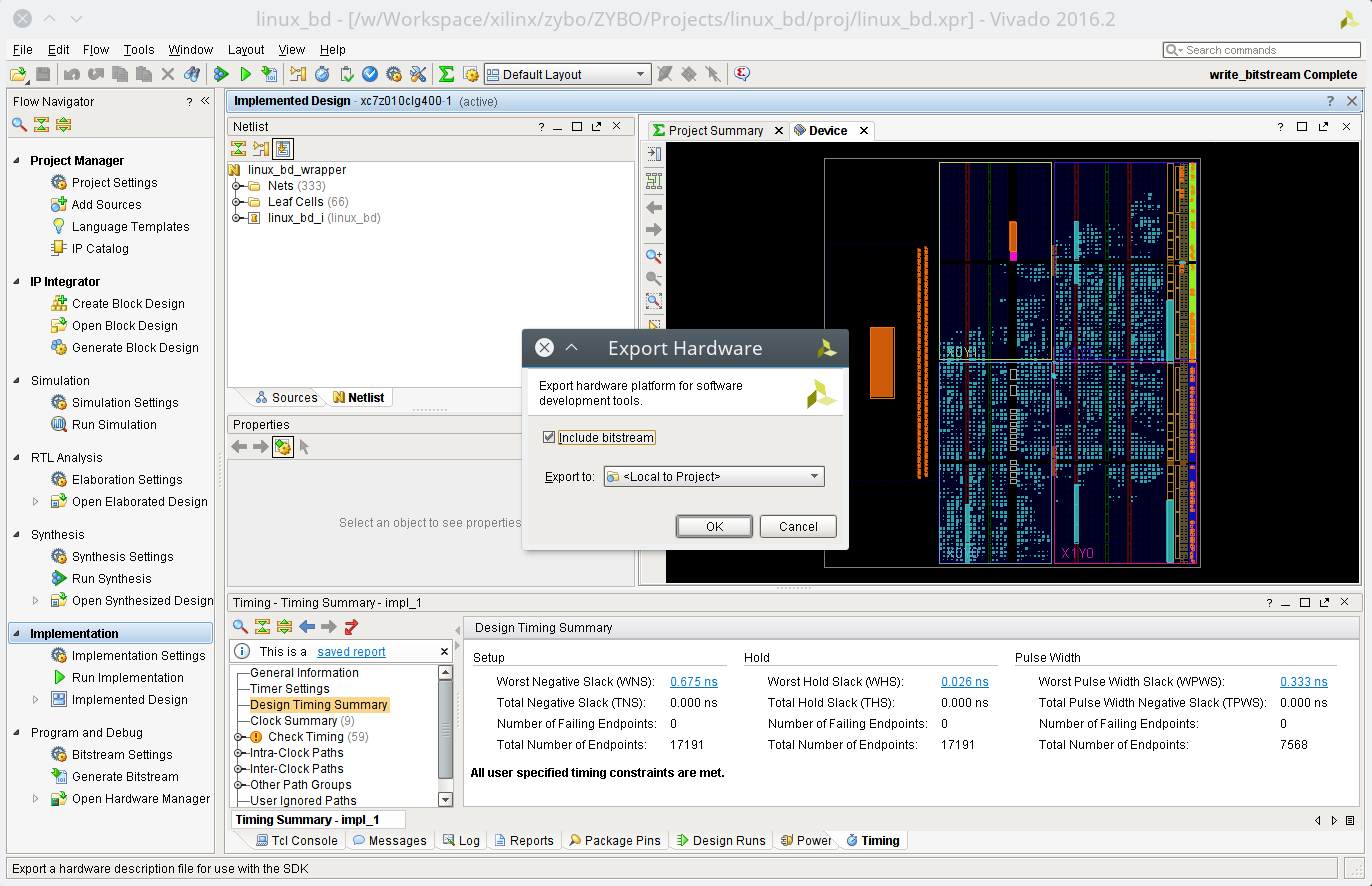 linux_bd - [/w/Workspace/xilinx/zybo/ZYBO/Projects/linux_bd/proj/linux_bd.xpr] - Vivado 2016.2
File Edit Flow Tools Window Layout View Help
Search commands
Default Layout
write_bitstream Complete
Flow Navigator
Project Manager
Project Settings
Add Sources
Language Templates
IP Catalog
IP Integrator
Create Block Design
Open Block Design
Generate Block Design
Simulation
Simulation Settings
Run Simulation
RTL Analysis
Elaboration Settings
Open Elaborated Design
Synthesis
Synthesis Settings
Run Synthesis
Open Synthesized Design
Implementation
Implementation Settings
Run Implementation
Implemented Design
Program and Debug
Bitstream Settings
Generate Bitstream
Open Hardware Manager
Implemented Design - xc7z010clg400-1 (active)
Netlist
linux_bd_wrapper
Nets (333)
Leaf Cells (66)
linux_bd_i (linux_bd)
Sources
Netlist
Properties
Select an object to see properties
Project Summary
Device
X0Y1
X1Y0
Export Hardware
Export hardware platform for software
development tools.
Include bitstream
Export to: <Local to Project>
OK
Cancel
Timing - Timing Summary - impl_1
This is a saved report
General Information
Timer Settings
Design Timing Summary
Clock Summary (9)
Check Timing (59)
Intra-Clock Paths
Inter-Clock Paths
Other Path Groups
User Ignored Paths
Timing Summary - impl_1
Design Timing Summary
Setup
Worst Negative Slack (WNS): 0.675 ns
Total Negative Slack (TNS): 0.000 ns
Number of Failing Endpoints: 0
Total Number of Endpoints: 17191
Hold
Worst Hold Slack (WHS): 0.026 ns
Total Hold Slack (THS): 0.000 ns
Number of Failing Endpoints: 0
Total Number of Endpoints: 17191
Pulse Width
Worst Pulse Width Slack (WPWS): 0.333 ns
Total Pulse Width Negative Slack (TPWS): 0.000 ns
Number of Failing Endpoints: 0
Total Number of Endpoints: 7568
All user specified timing constraints are met.
Tcl Console
Messages
Log
Reports
Package Pins
Design Runs
Power
Timing
Export a hardware description file for use with the SDK